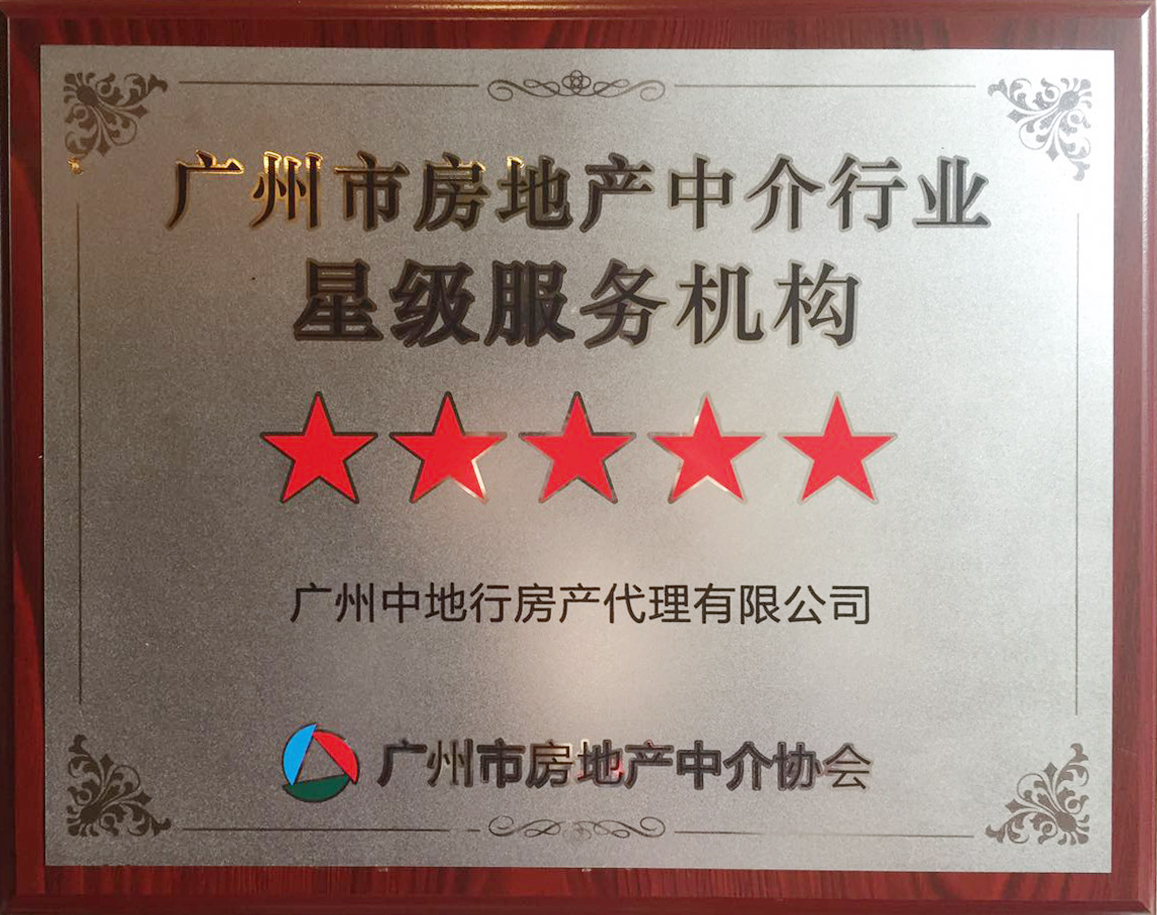 广州市房地产中介行业
星级服务机构
广州中地行房产代理有限公司
广州市房地产中介协会